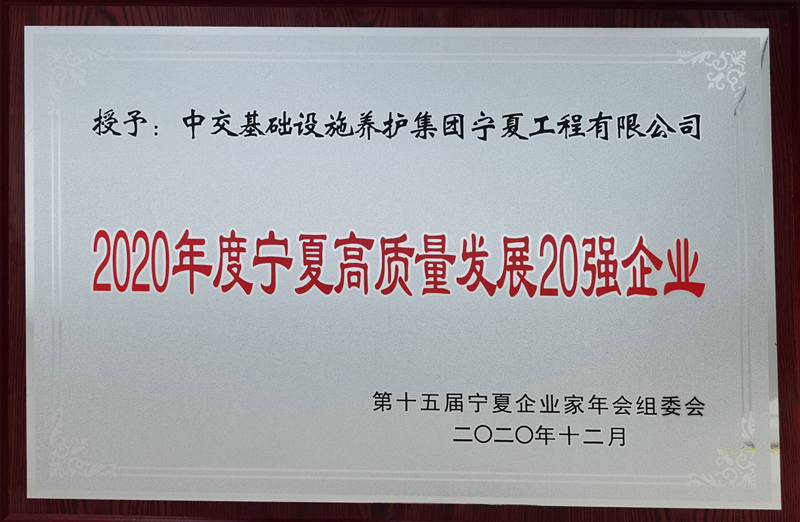 授予：中交基础设施养护集团宁夏工程有限公司
2020年度宁夏高质量发展20强企业
第十五届宁夏企业家年会组委会
二〇二〇年十二月